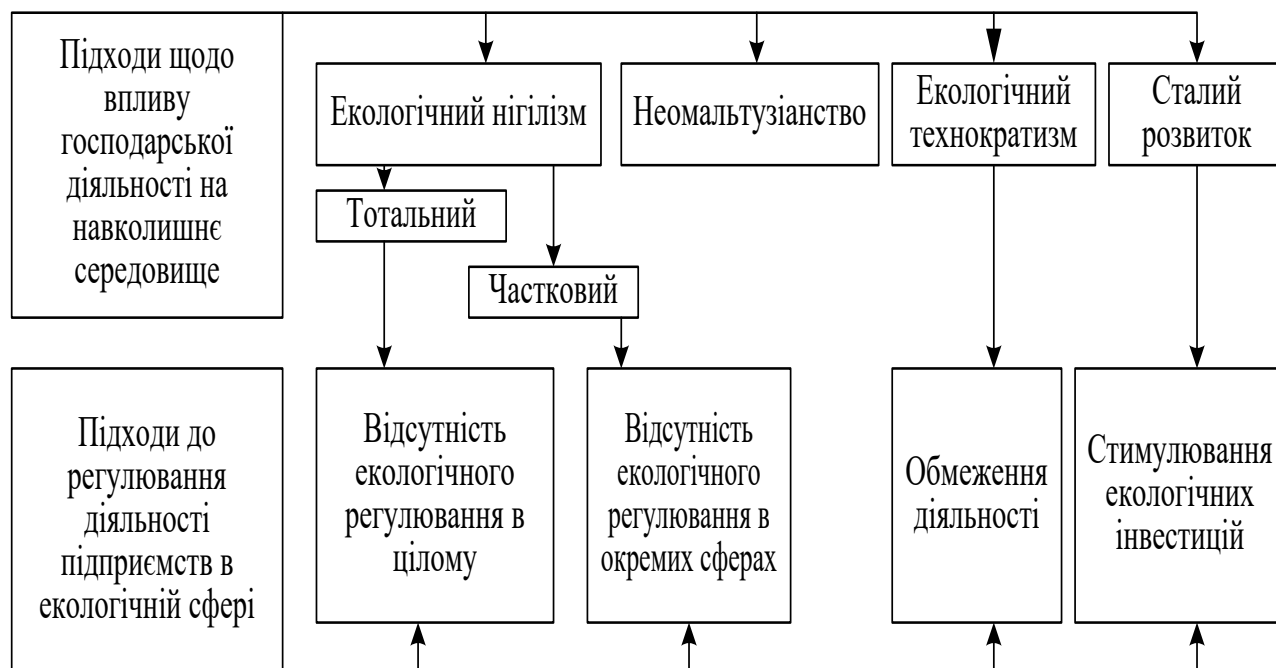 Підходи щодо
впливу
господарської
діяльності на
навколишнє
середовище
Екологічний нігілізм
Неомальтузіанство
Екологічний
технократизм
Сталий
розвиток
Тотальний
Частковий
Підходи до
регулювання
діяльності
підприємств в
екологічній сфері
Відсутність
екологічного
регулювання в
цілому
Відсутність
екологічного
регулювання в
окремих сферах
Обмеження
діяльності
Стимулювання
екологічних
інвестицій